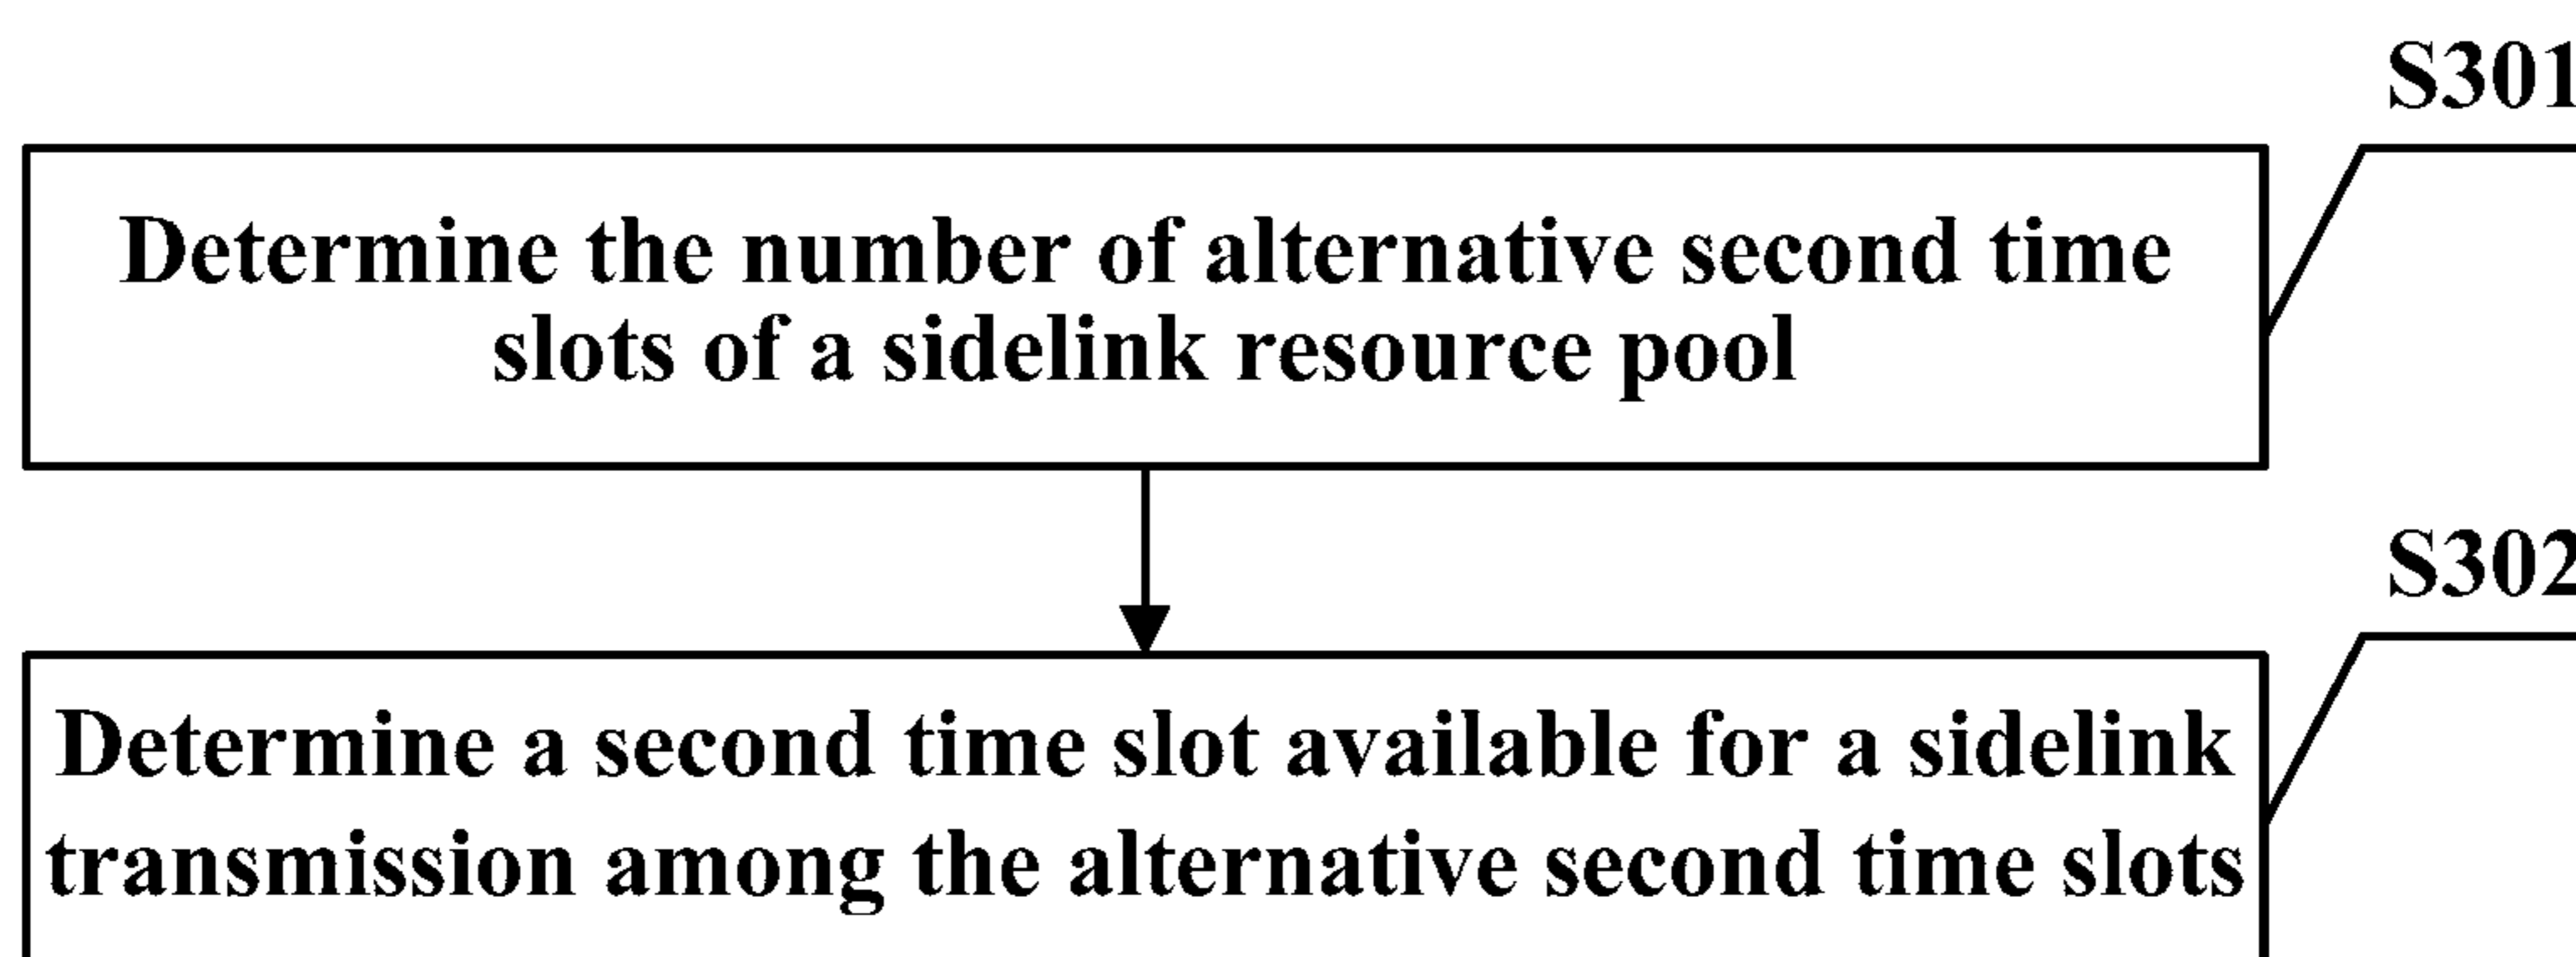 S301
Determine the number of alternative second time
slots of a sidelink resource pool
S302
Determine a second time slot available for a sidelink
transmission among the alternative second time slots